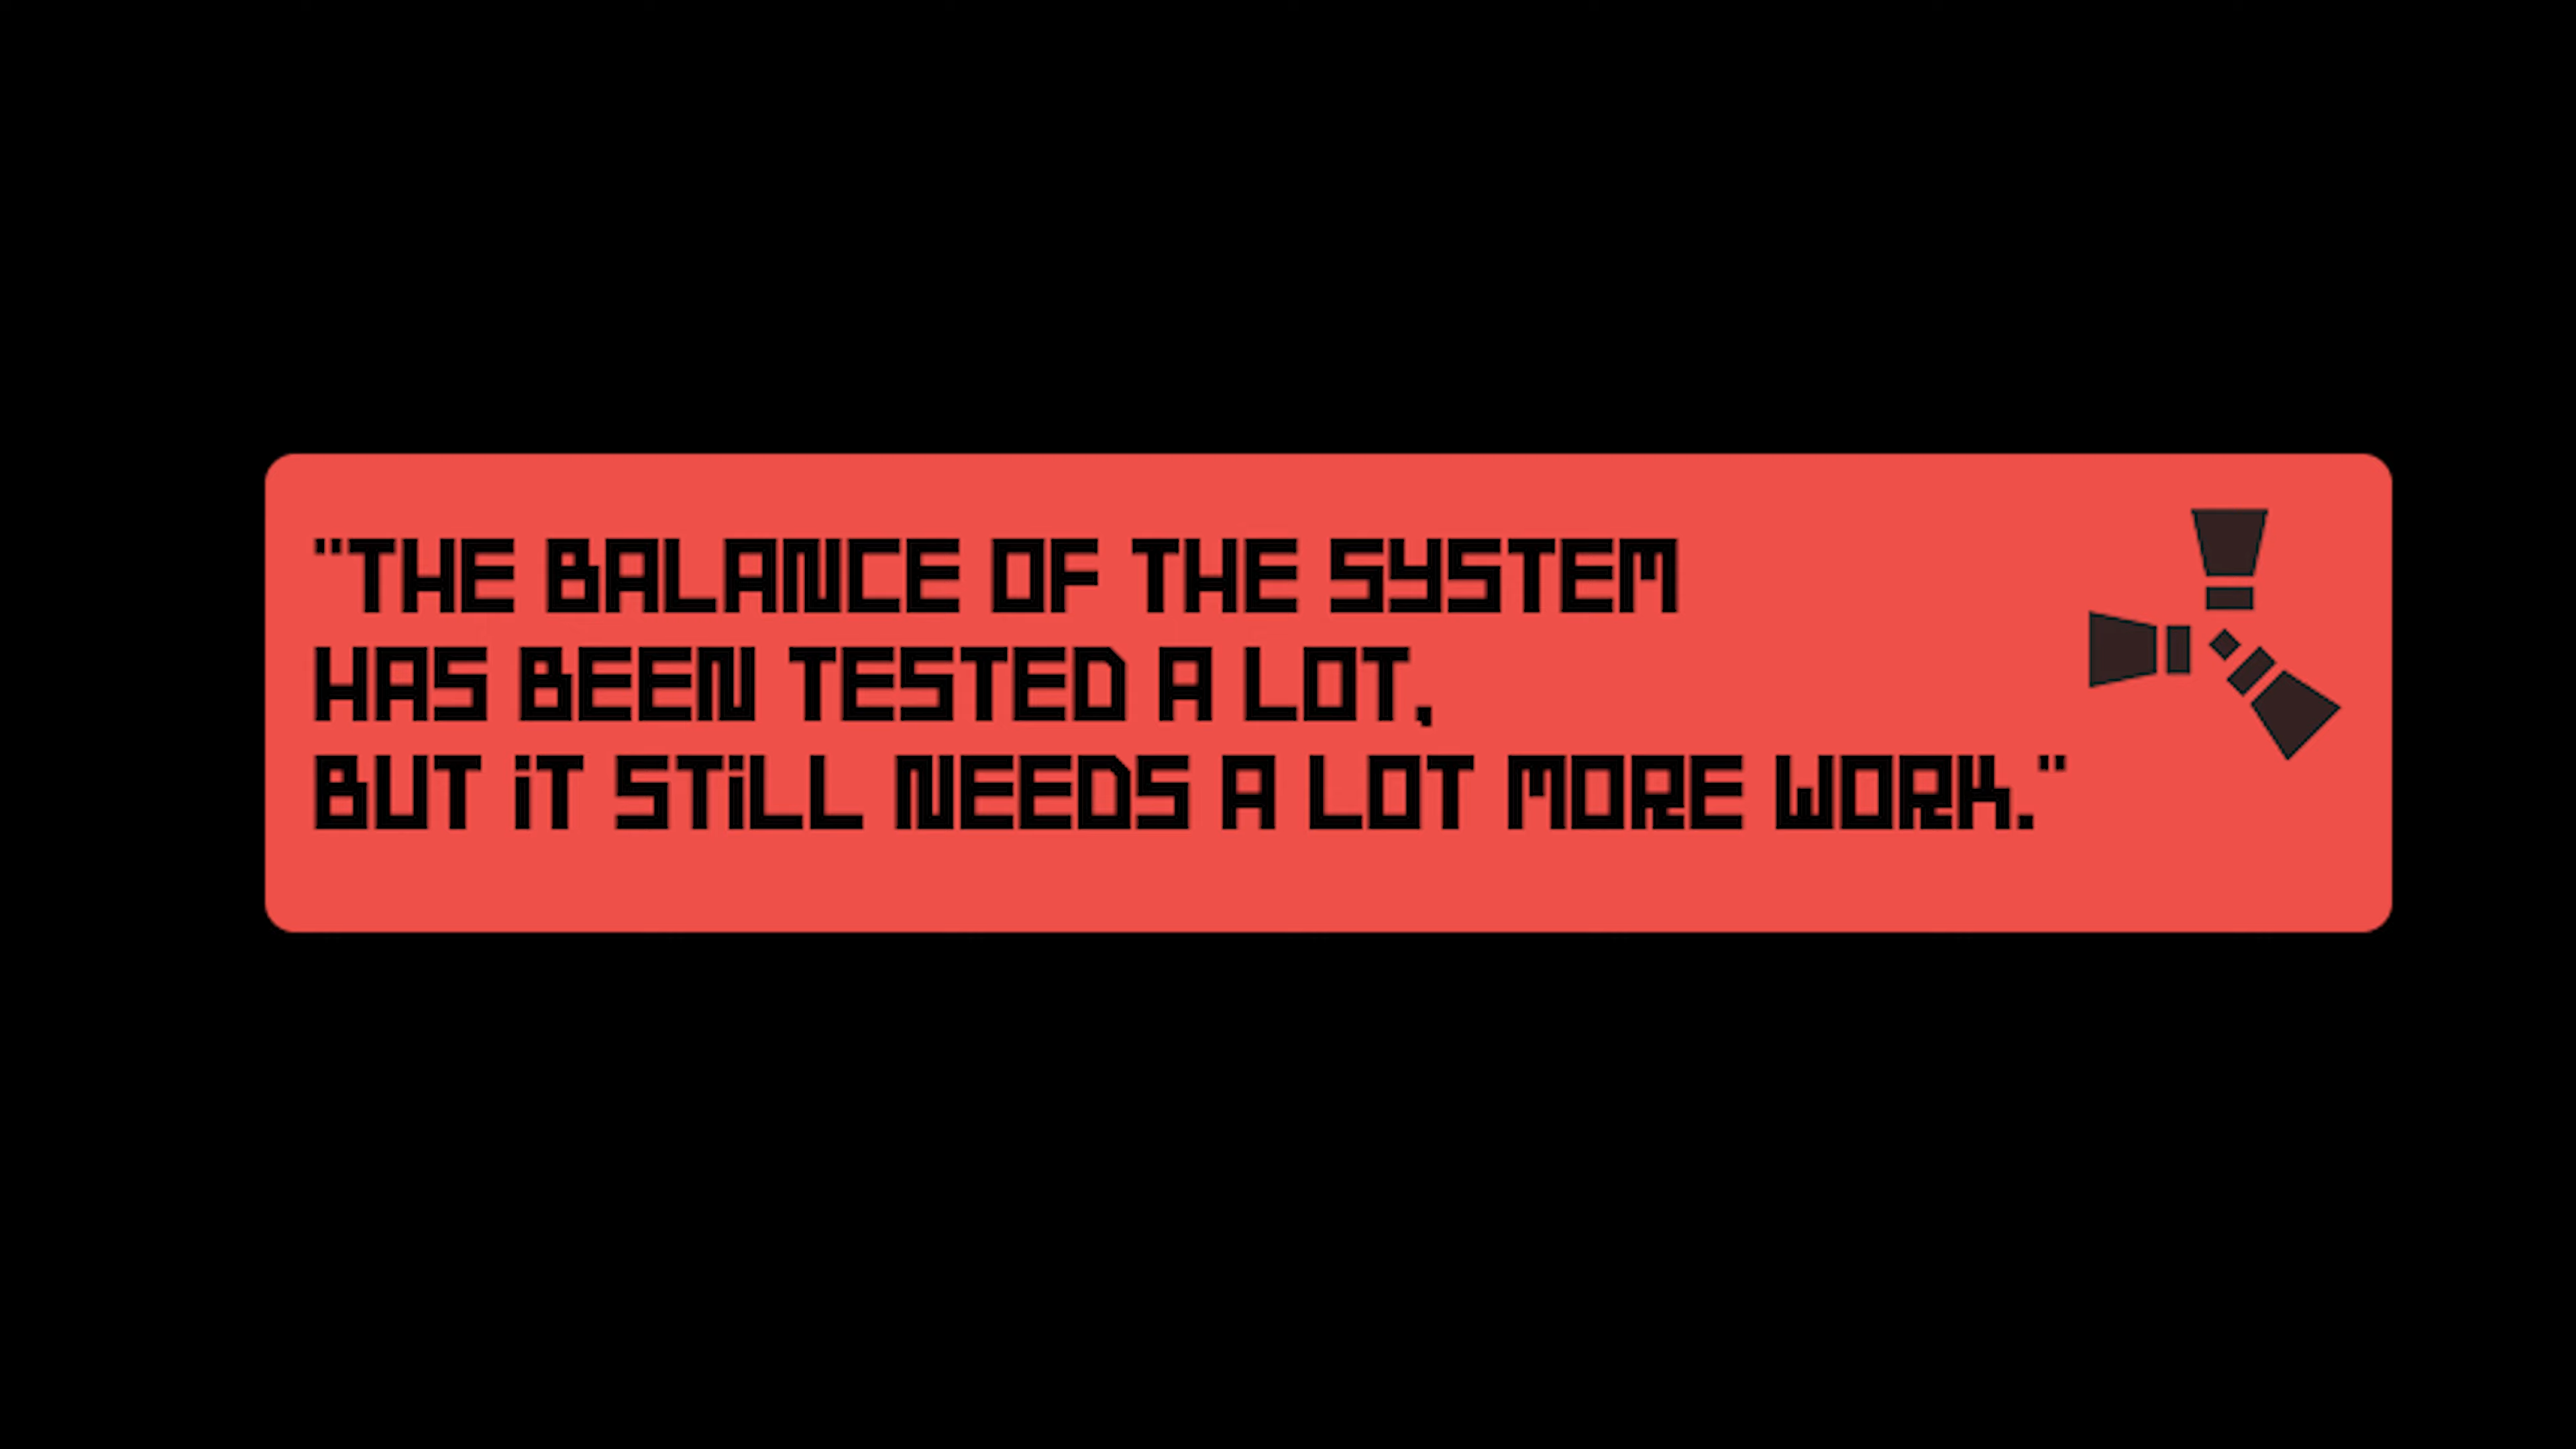 "THE BALANCE OF THE SYSTEM
HAS BEEN TESTED A LOT,
BUT iT STiLL NEEDS A LOT MORE WORK."